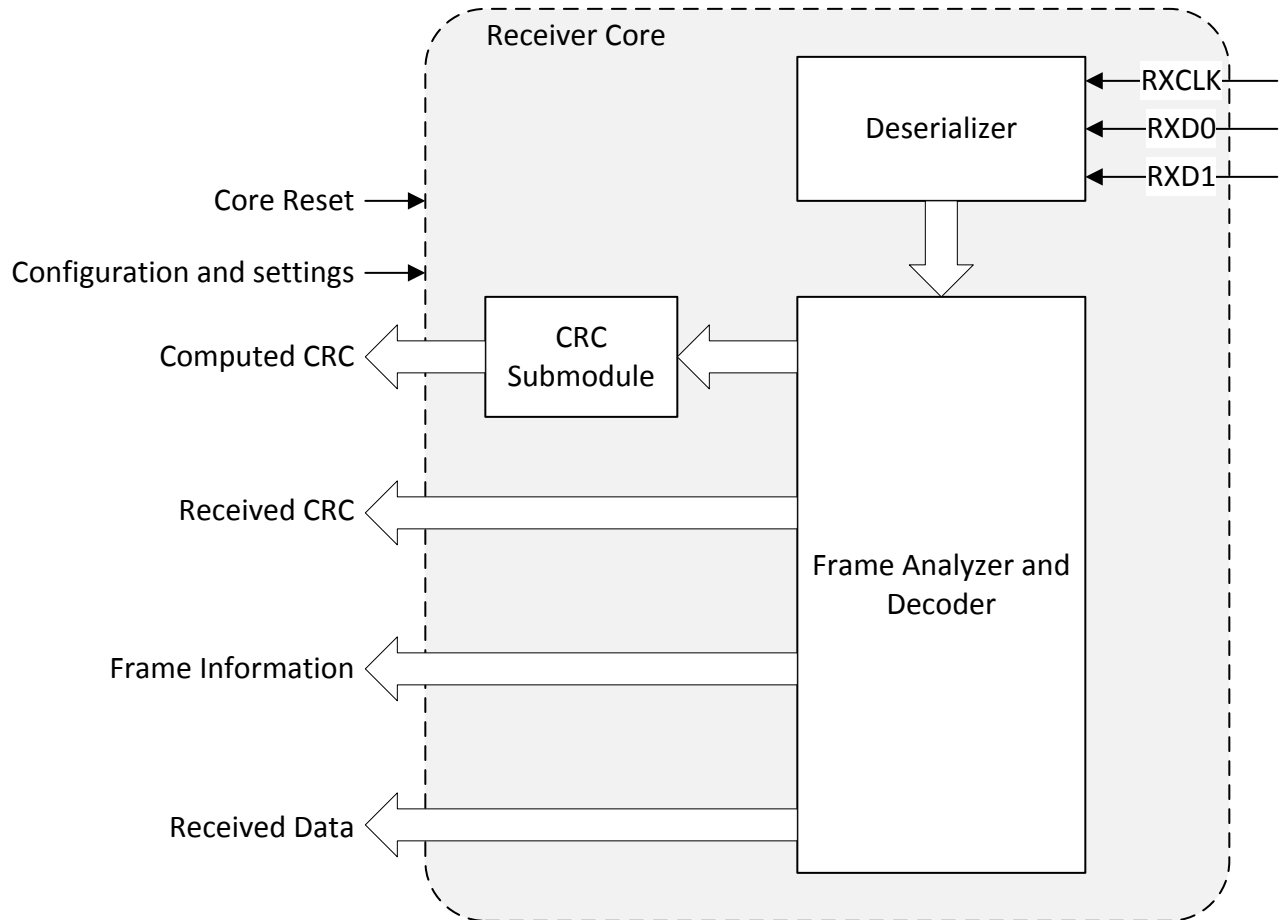 Receiver Core
RXCLK
Deserializer
RXD0
RXD1
Core Reset
Configuration and settings
CRC
Submodule
Computed CRC
Received CRC
Frame Analyzer and
Decoder
Frame Information
Received Data